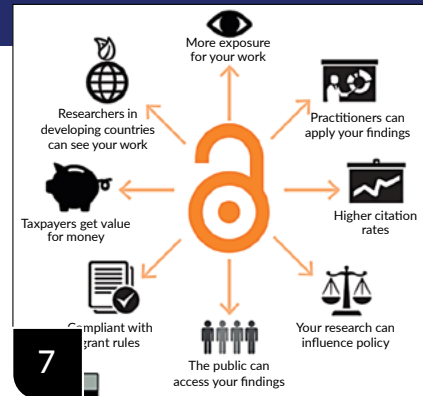 More exposure
for your work
Practitioners can
apply your findings
Higher citation
rates
Your research can
influence policy
The public can
access your findings
Compliant with
grant rules
Taxpayers get value
for money
Researchers in
developing countries
can see your work
7